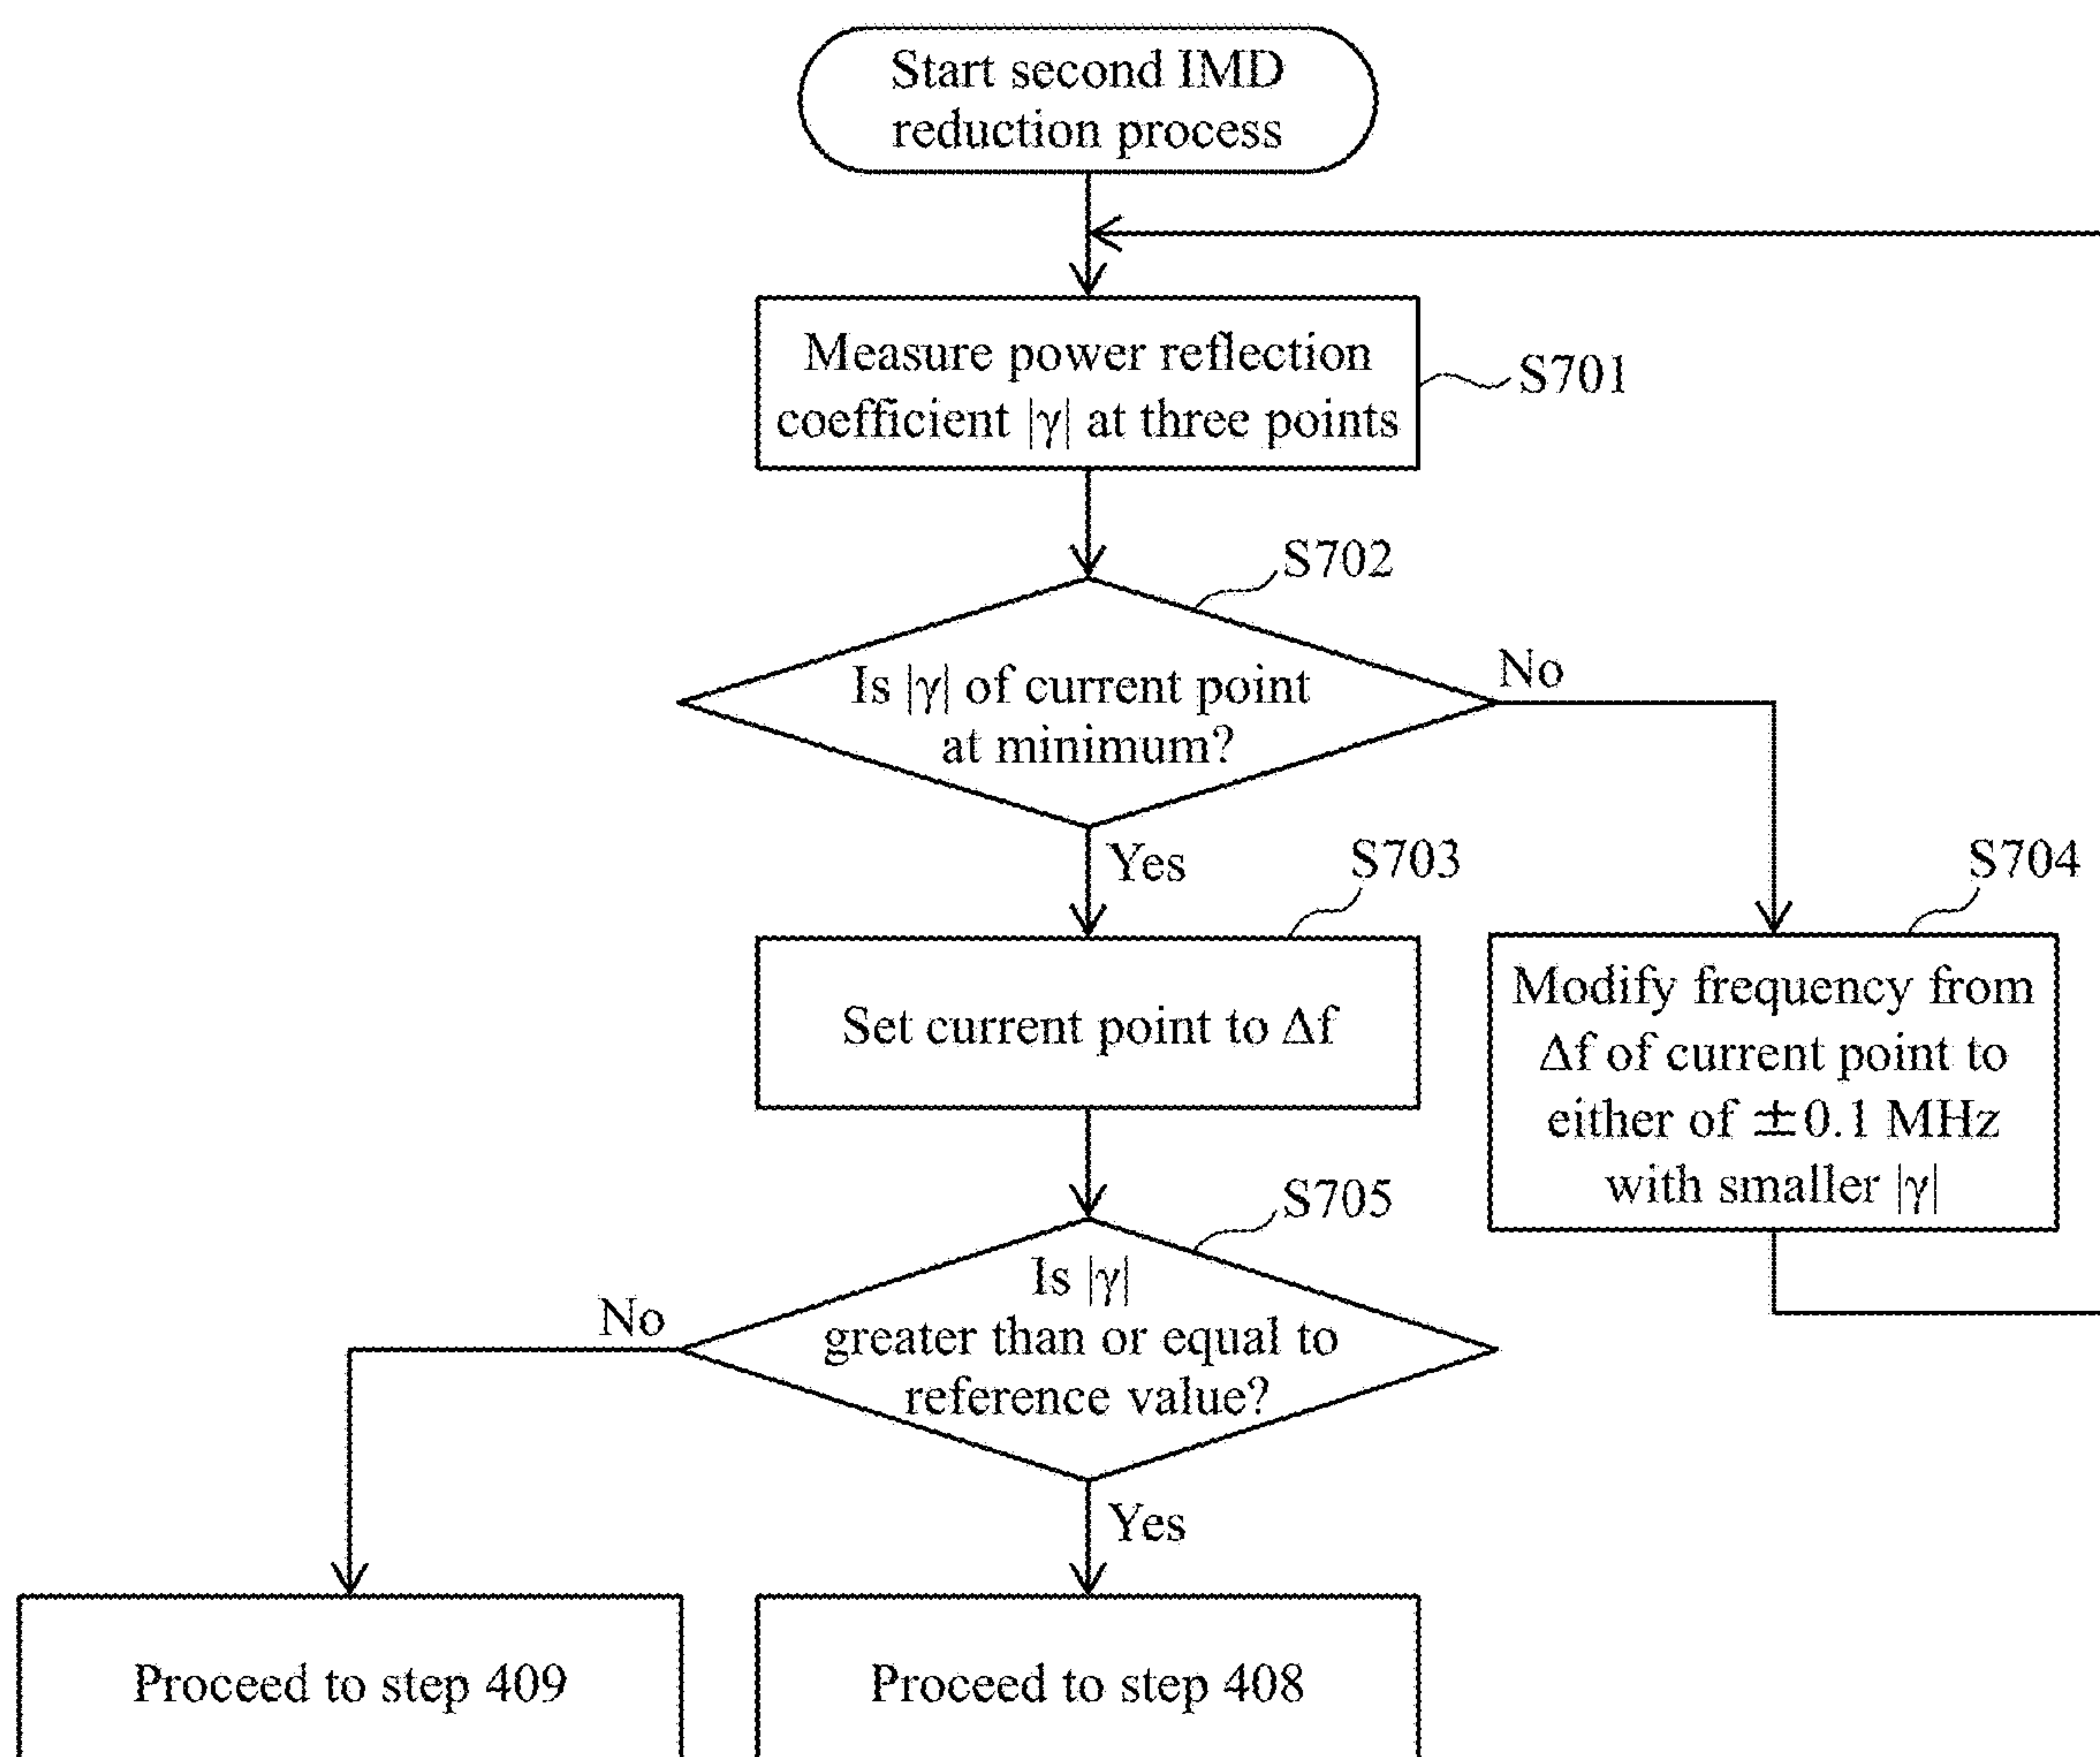 Start second IMD
reduction process
Measure power reflection
coefficient |γ| at three points
S701
S702
Is |γ| of current point
at minimum?
No
Yes
S703
S704
Set current point to Δf
Modify frequency from
Δf of current point to
either of ±0.1 MHz
with smaller |γ|
S705
Is |γ|
greater than or equal to
reference value?
No
Yes
Proceed to step 409
Proceed to step 408